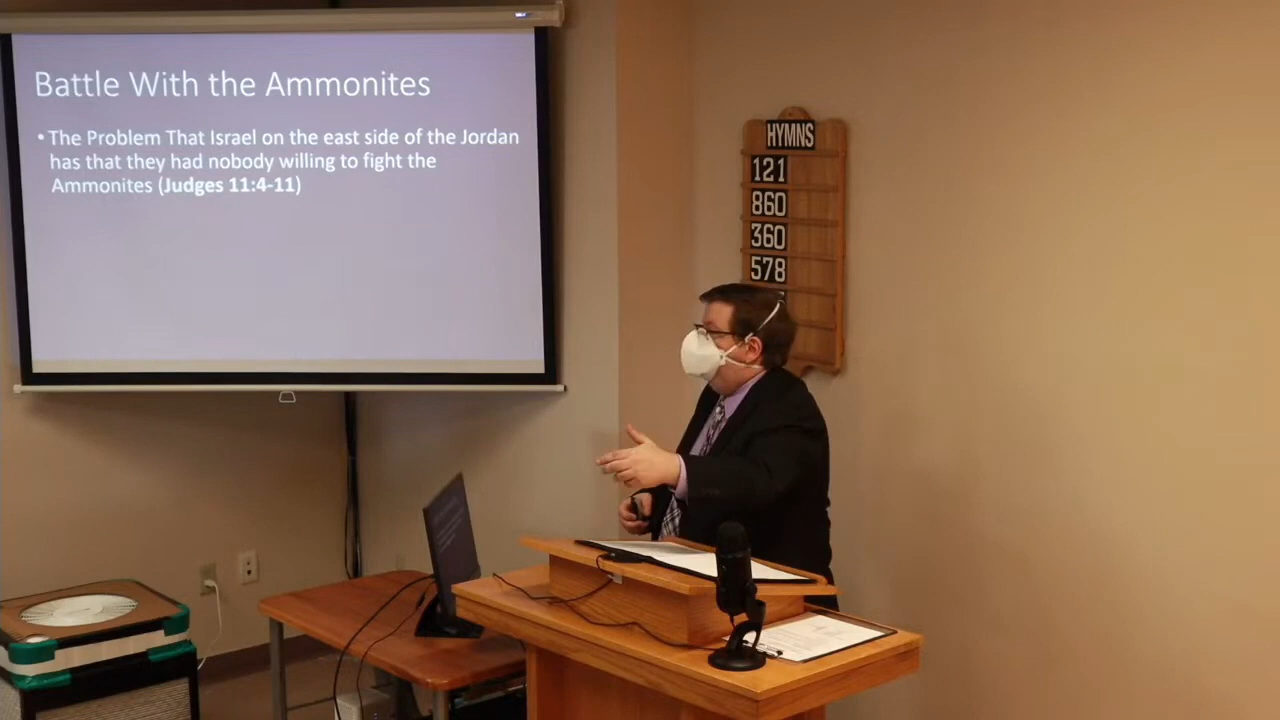 Battle With the Ammonites
• The Problem That Israel on the east side of the Jordan
has that they had nobody willing to fight the
Ammonites (Judges 11:4-11)
HYMNS
121
860
360
578